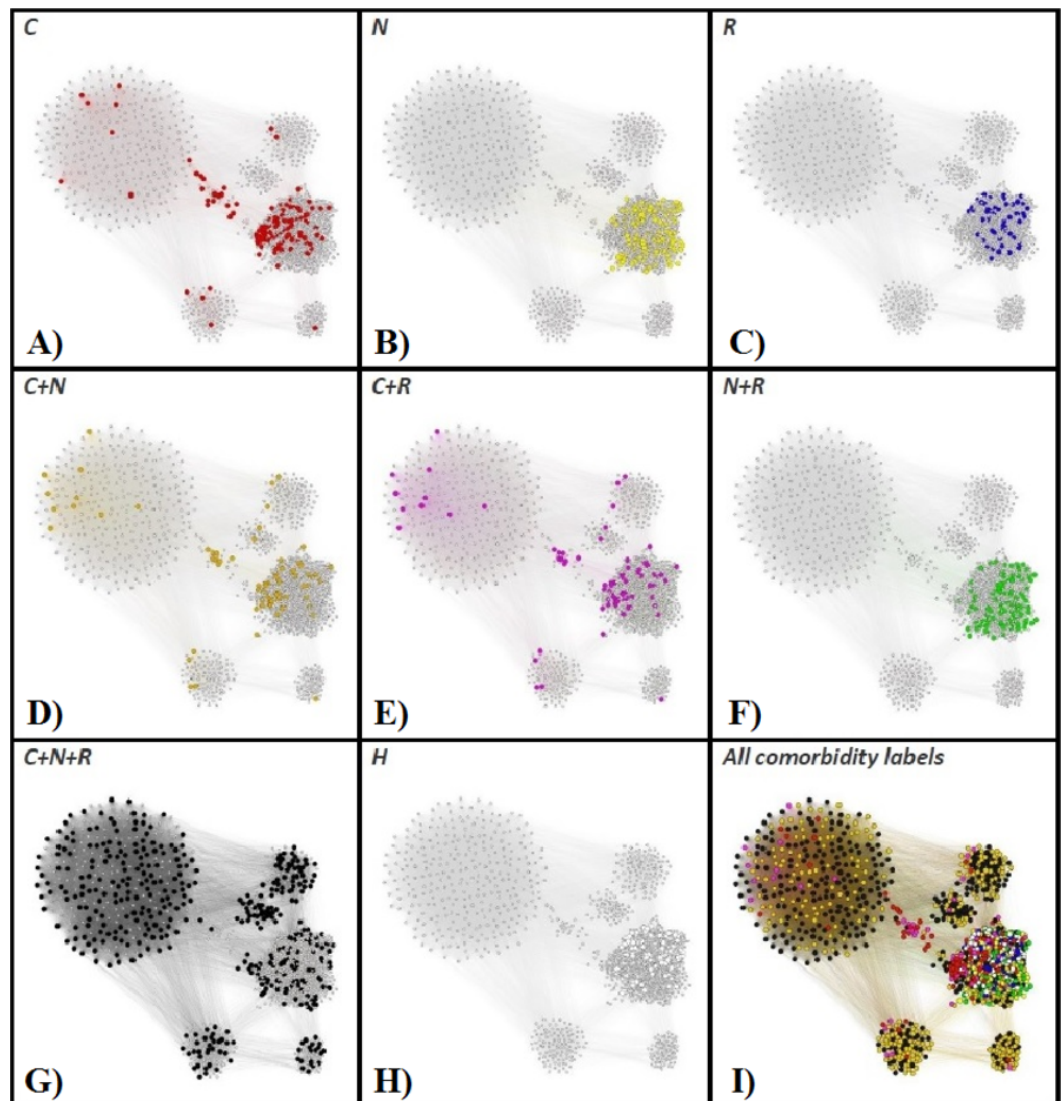 C
N
R
A)
B)
C)
C+N
C+R
N+R
D)
E)
F)
C+N+R
H
All comorbidity labels
G)
H)
I)